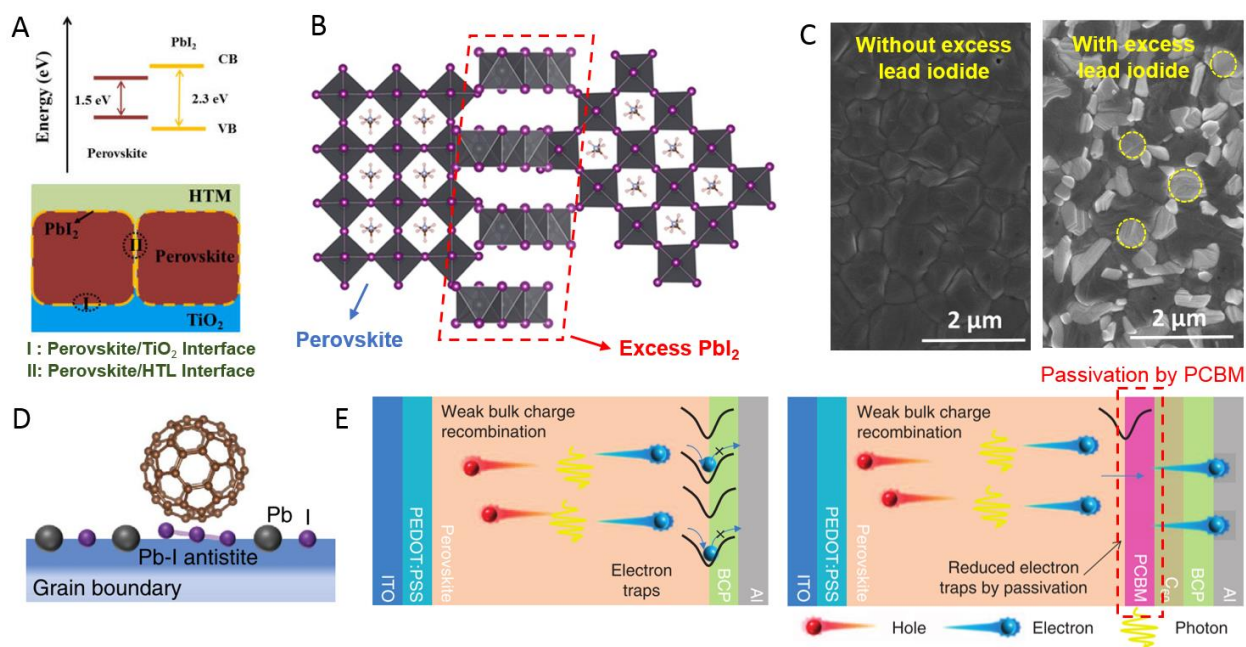 A
Energy (eV)
PbI₂
CB
1.5 eV
2.3 eV
VB
Perovskite
HTM
PbI₂
II
Perovskite
I
TiO₂
I : Perovskite/TiO₂ Interface
II: Perovskite/HTL Interface
B
Perovskite
Excess PbI₂
C
Without excess
lead iodide
2 μm
With excess
lead iodide
2 μm
D
Pb
I
Pb-I antistite
Grain boundary
E
Weak bulk charge
recombination
Electron
traps
ITO
PEDOT:PSS
Perovskite
BCP
Al
Passivation by PCBM
Weak bulk charge
recombination
Reduced electron
traps by passivation
ITO
PEDOT:PSS
Perovskite
PCBM
C₆₀
BCP
Al
Hole
Electron
Photon